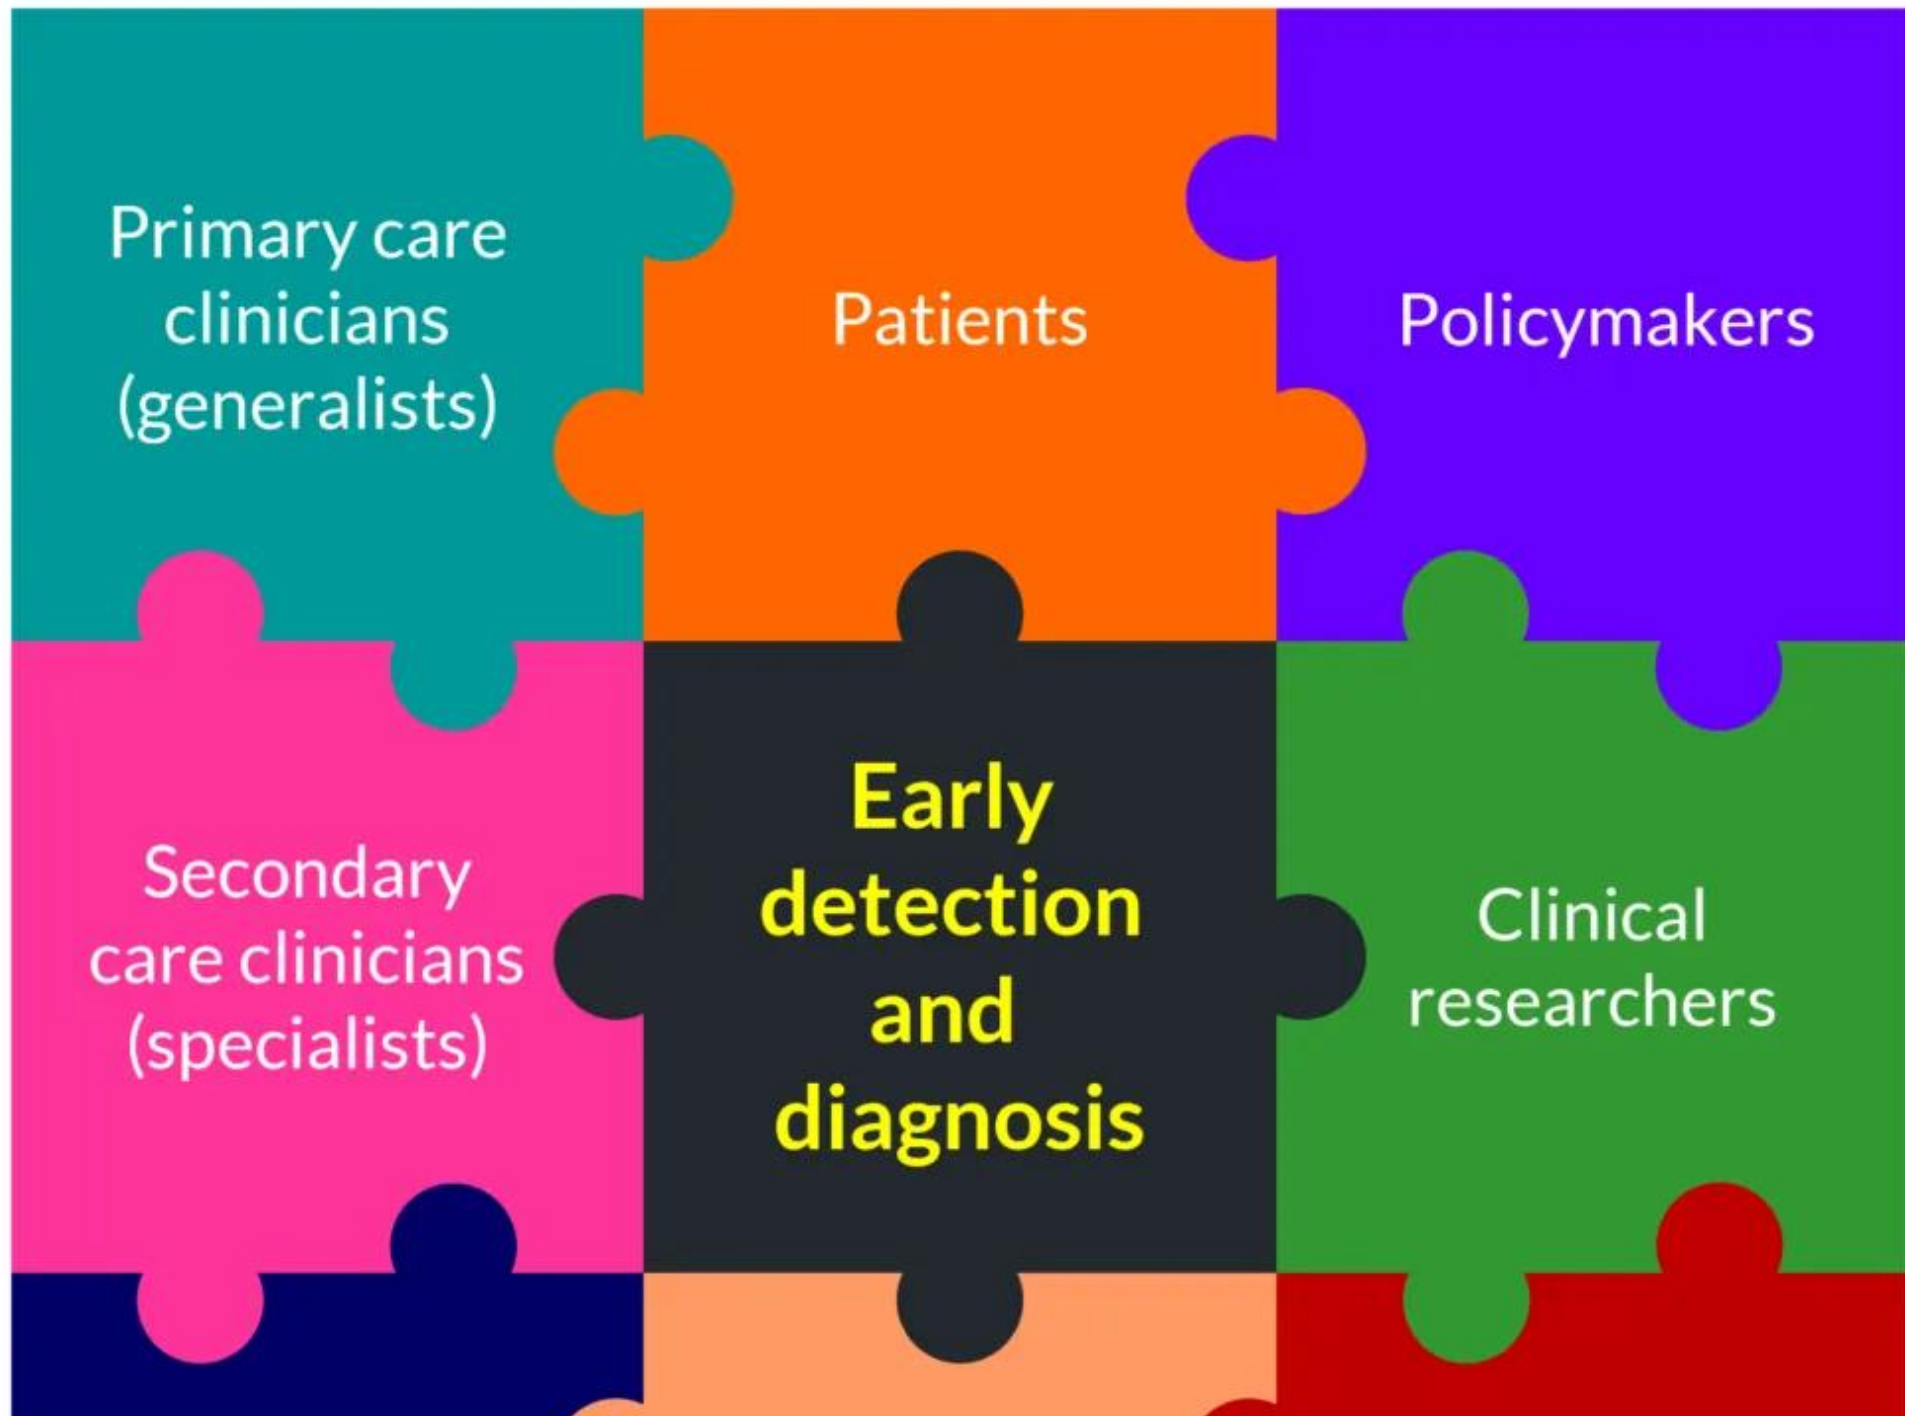 Primary care
clinicians
(generalists)
Patients
Policymakers
Secondary
care clinicians
(specialists)
Early
detection
and
diagnosis
Clinical
researchers